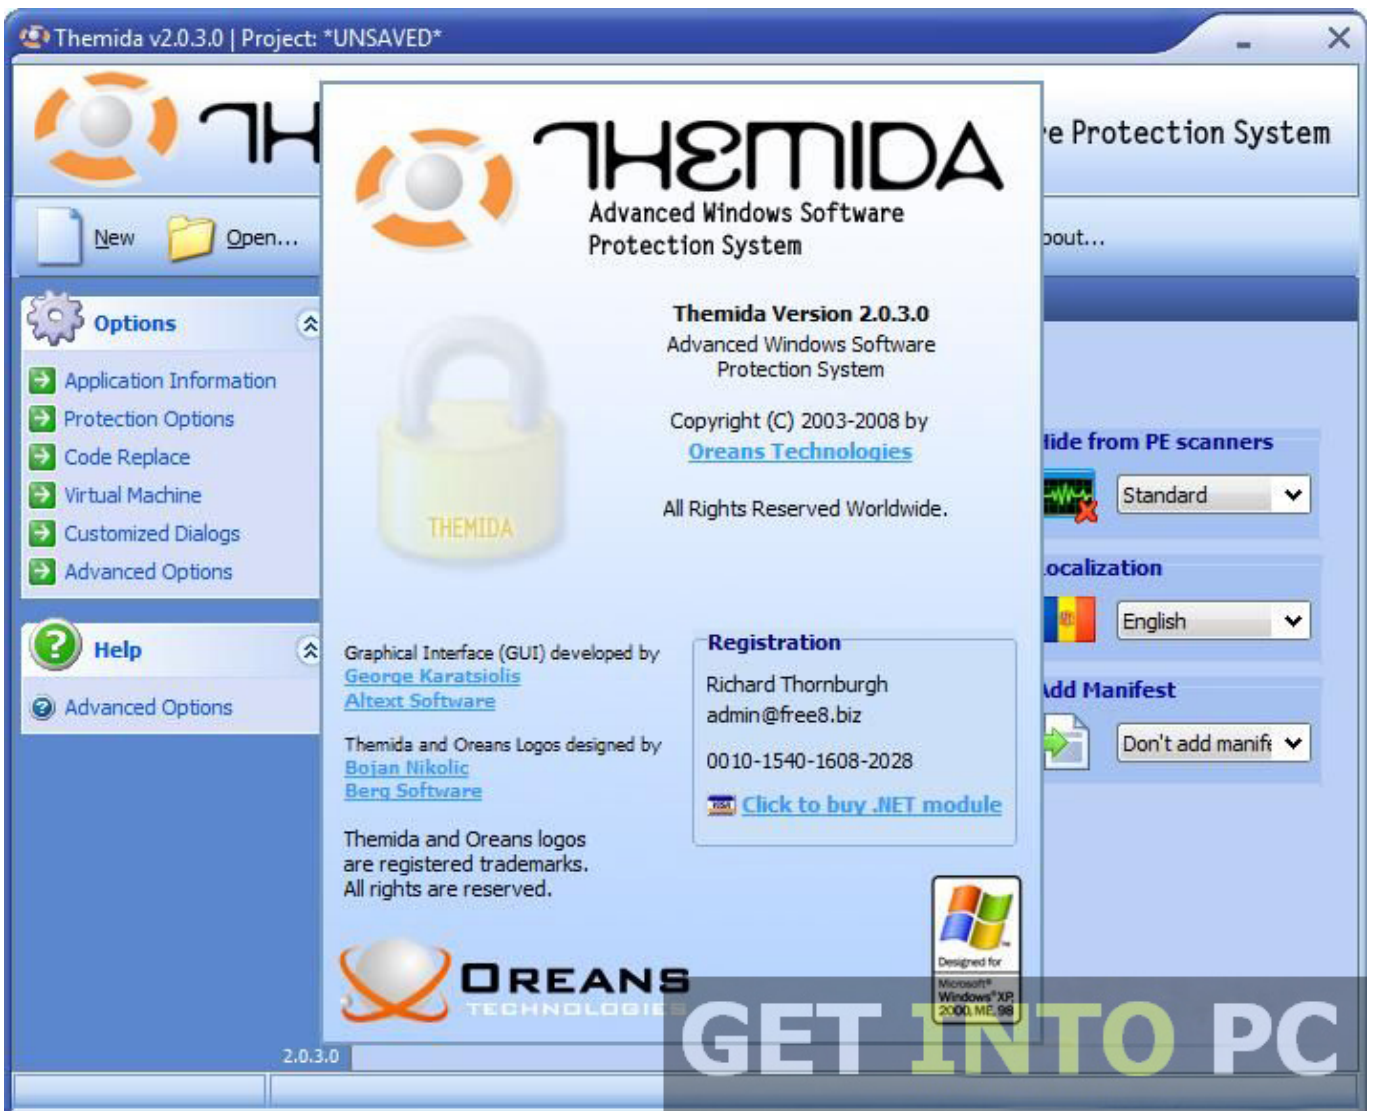 Themida v2.0.3.0 | Project: *UNSAVED*
TH
e Protection System
New
Open...
bout...
THEMIDA
Advanced Windows Software
Protection System
Themida Version 2.0.3.0
Advanced Windows Software
Protection System
Copyright (C) 2003-2008 by
Oreans Technologies
All Rights Reserved Worldwide.
THEMIDA
Options
Application Information
Protection Options
Code Replace
Virtual Machine
Customized Dialogs
Advanced Options
Help
Advanced Options
Graphical Interface (GUI) developed by
George Karatsiolis
Altext Software
Themida and Oreans Logos designed by
Bojan Nikolic
Berg Software
Themida and Oreans logos
are registered trademarks.
All rights are reserved.
Registration
Richard Thornburgh
admin@free8.biz
0010-1540-1608-2028
VISA
Click to buy .NET module
Hide from PE scanners
Standard
Localization
English
Add Manifest
Don't add manife
OREANS
TECHNOLOGIES
Designed for
Microsoft®
Windows® XP,
2000, ME, 98
2.0.3.0
GET INTO PC